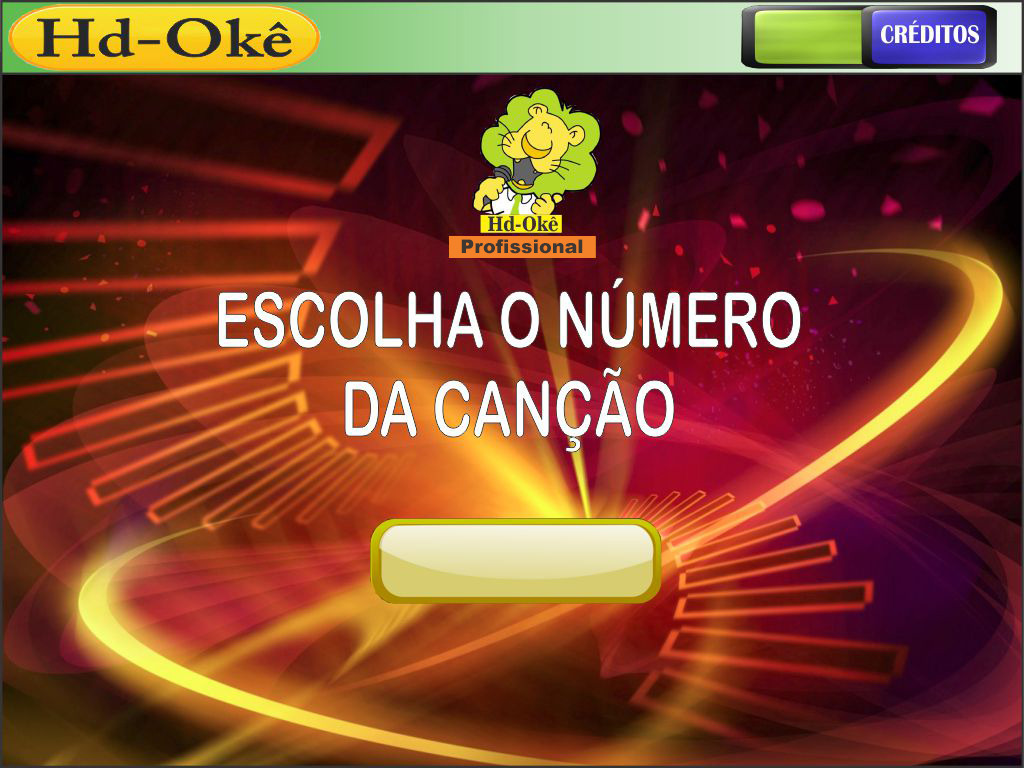 Hd-Okê
CRÉDITOS
Hd-Okê
Profissional
ESCOLHA O NÚMERO
DA CANÇÃO